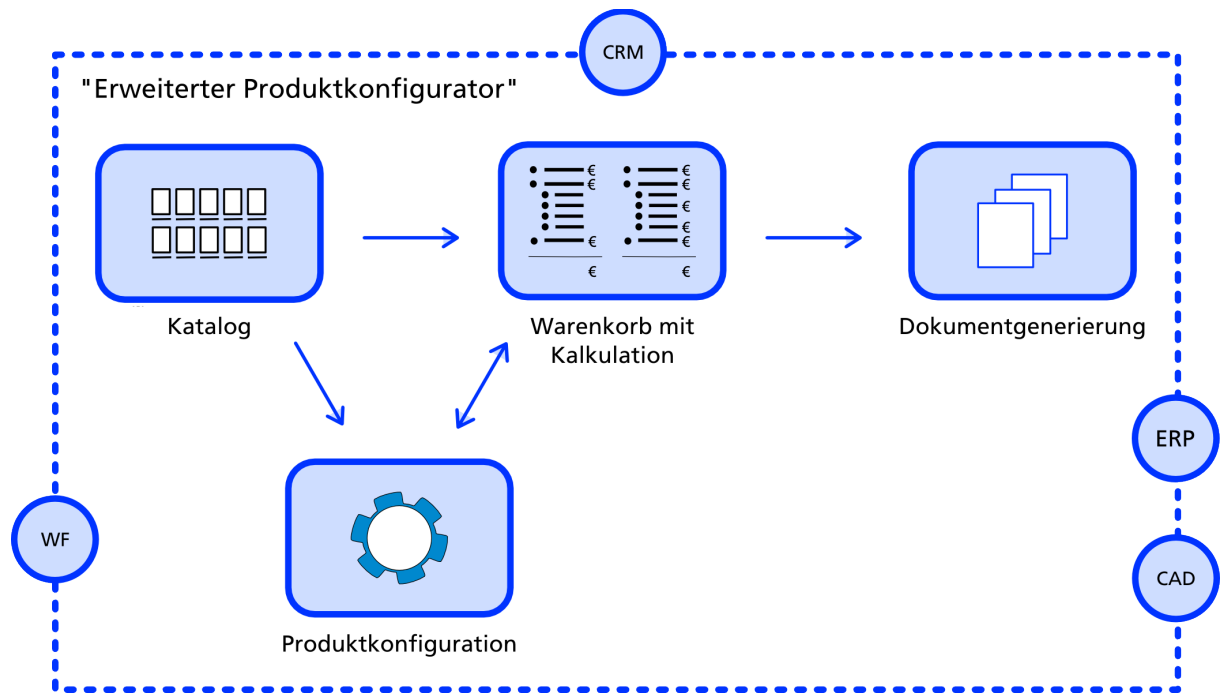 CRM
"Erweiterter Produktkonfigurator"
€ €
€ €
€
€
€ €
€ €
Katalog
Warenkorb mit
Kalkulation
Dokumentgenerierung
ERP
WF
CAD
Produktkonfiguration